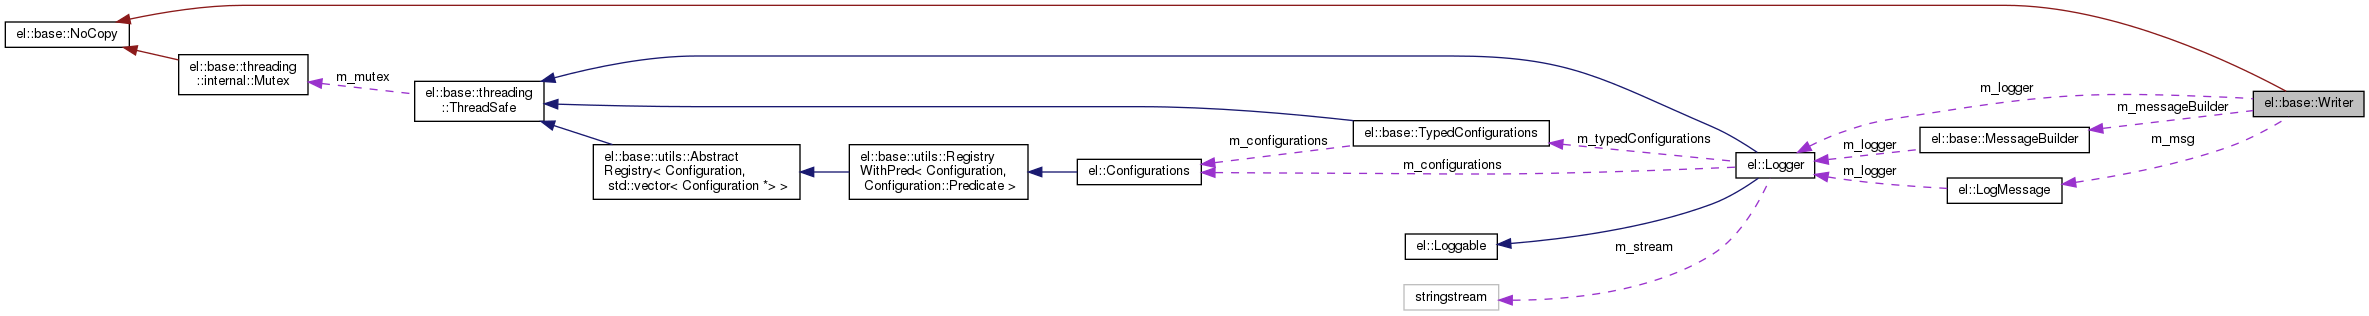 el::base::NoCopy
el::base::threading
::internal::Mutex
m_mutex
el::base::threading
::ThreadSafe
el::base::utils::Abstract
Registry< Configuration,
std::vector< Configuration *> >
el::base::utils::Registry
WithPred< Configuration,
Configuration::Predicate >
el::Configurations
m_configurations
m_configurations
el::base::TypedConfigurations
m_typedConfigurations
el::Loggable
stringstream
m_stream
el::Logger
m_logger
m_logger
m_logger
el::base::MessageBuilder
el::LogMessage
m_messageBuilder
m_msg
el::base::Writer